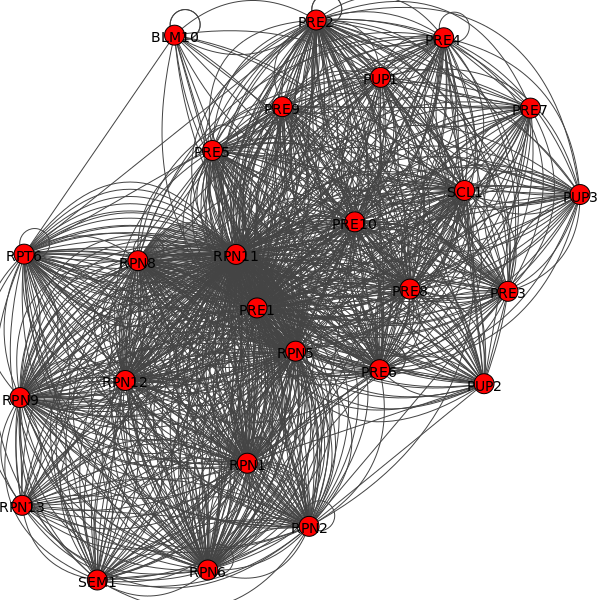 PRE2
BLM10
PRE4
PUP1
PRE9
PRE7
PRE5
SCL1
PUP3
PRE10
RPT6
RPN8
RPN11
PRE8
PRE3
PRE1
RPN5
PRE6
RPN12
PUP2
RPN9
RPN1
RPN13
RPN2
RPN6
SEM1